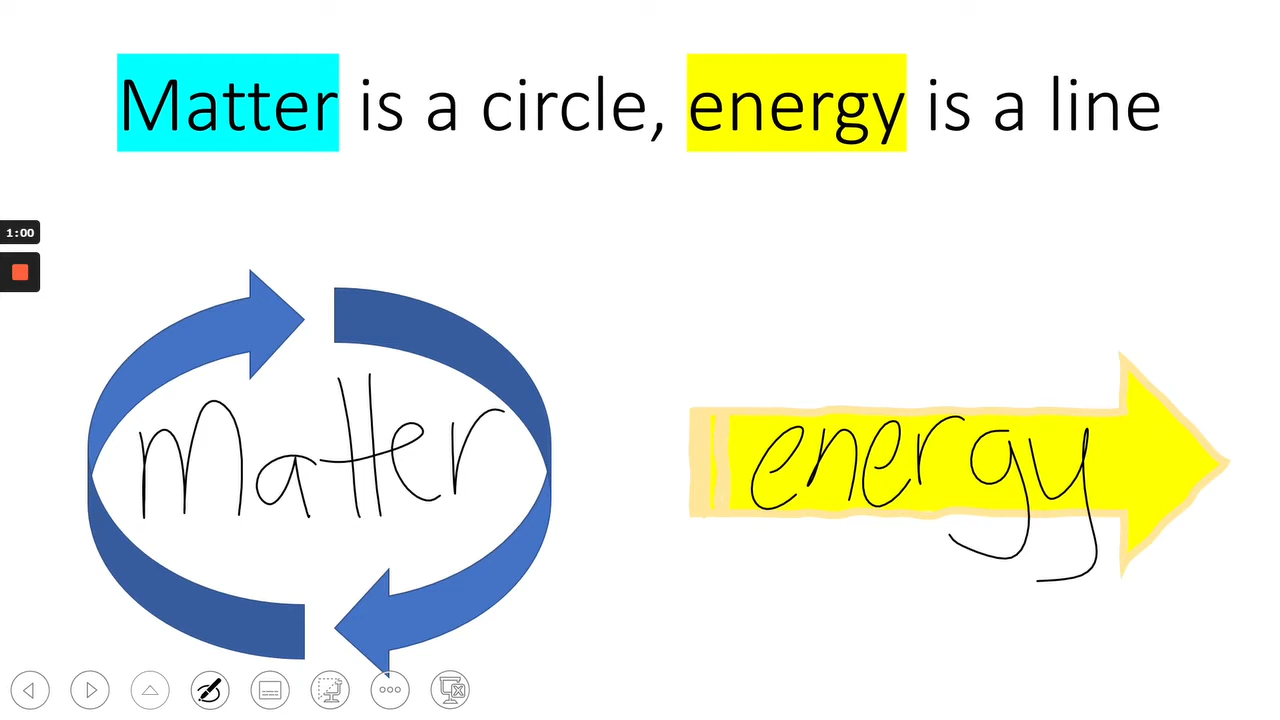 Matter is a circle, energy is a line
1:00
Matter
energy